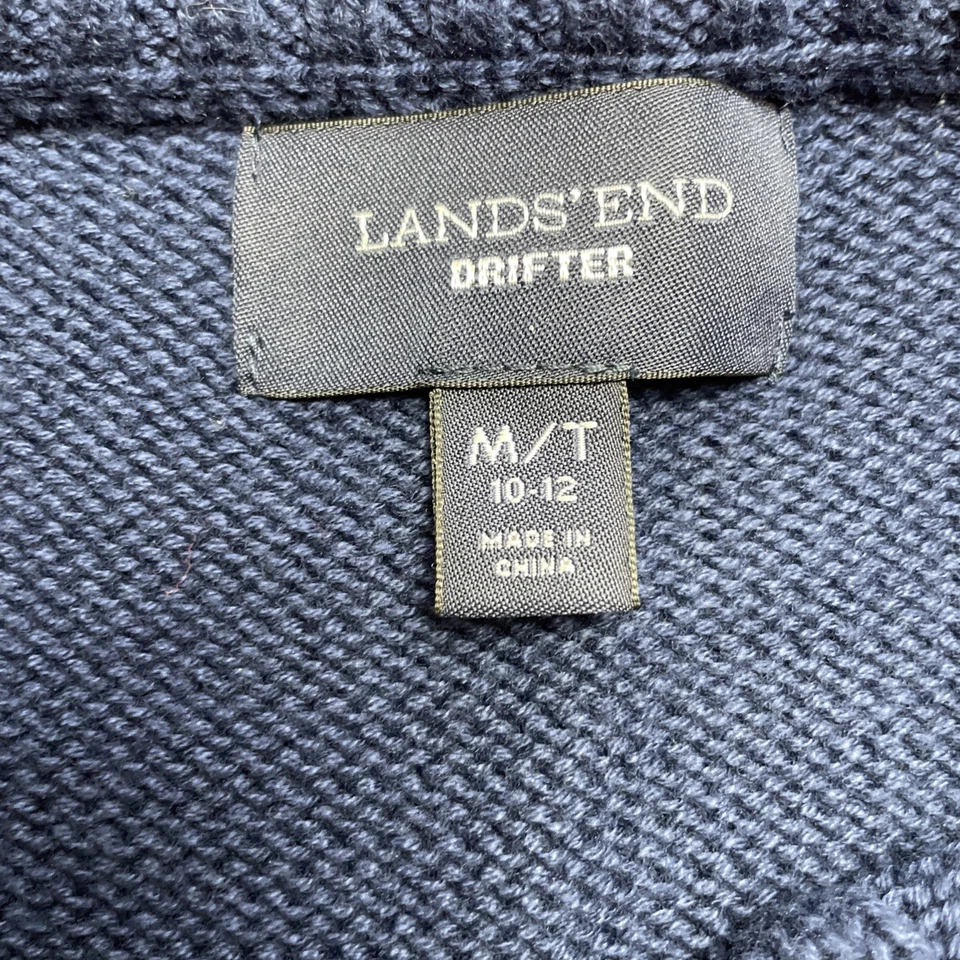 LANDS' END
DRIFTER
M/T
10-12
MADE IN
CHINA